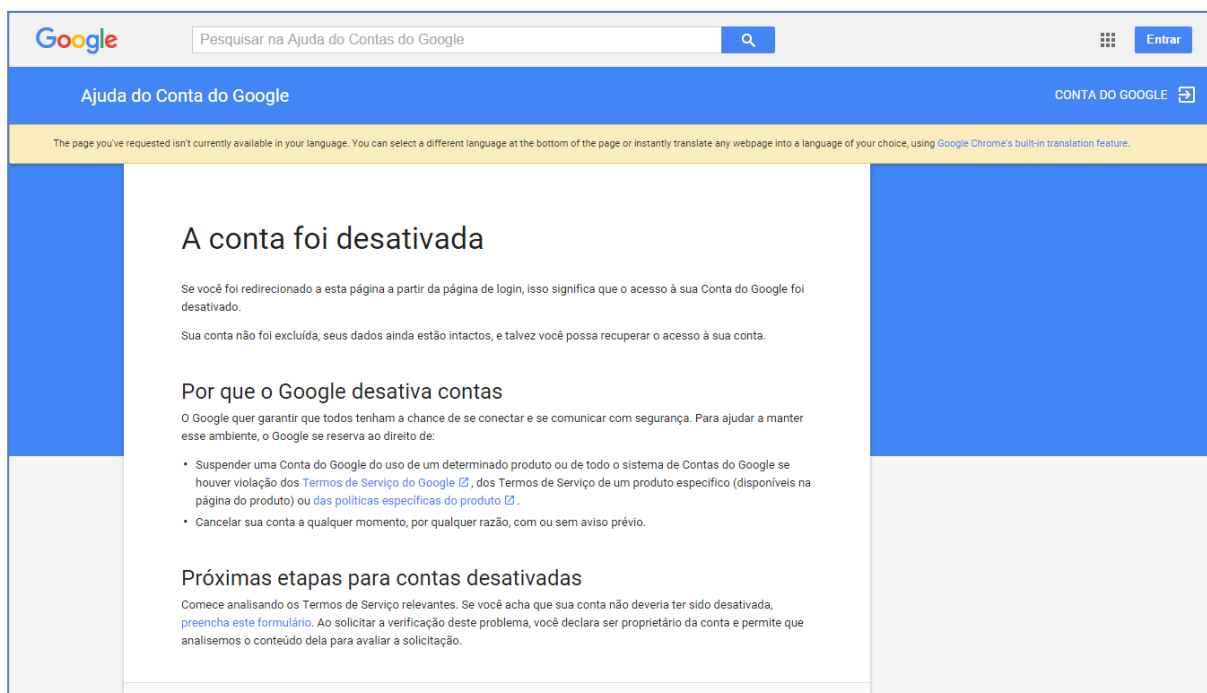 Google
Pesquisar na Ajuda do Contas do Google
Entrar
Ajuda do Conta do Google
CONTA DO GOOGLE
The page you've requested isn't currently available in your language. You can select a different language at the bottom of the page or instantly translate any webpage into a language of your choice, using Google Chrome's built-in translation feature.
A conta foi desativada
Se você foi redirecionado a esta página a partir da página de login, isso significa que o acesso à sua Conta do Google foi
desativado.
Sua conta não foi excluída, seus dados ainda estão intactos, e talvez você possa recuperar o acesso à sua conta.
Por que o Google desativa contas
O Google quer garantir que todos tenham a chance de se conectar e se comunicar com segurança. Para ajudar a manter
esse ambiente, o Google se reserva ao direito de:
• Suspender uma Conta do Google do uso de um determinado produto ou de todo o sistema de Contas do Google se
houver violação dos Termos de Serviço do Google, dos Termos de Serviço de um produto especifico (disponíveis na
página do produto) ou das políticas específicas do produto.
• Cancelar sua conta a qualquer momento, por qualquer razão, com ou sem aviso prévio.
Próximas etapas para contas desativadas
Comece analisando os Termos de Serviço relevantes. Se você acha que sua conta não deveria ter sido desativada,
preencha este formulário. Ao solicitar a verificação deste problema, você declara ser proprietário da conta e permite que
analisemos o conteúdo dela para avaliar a solicitação.